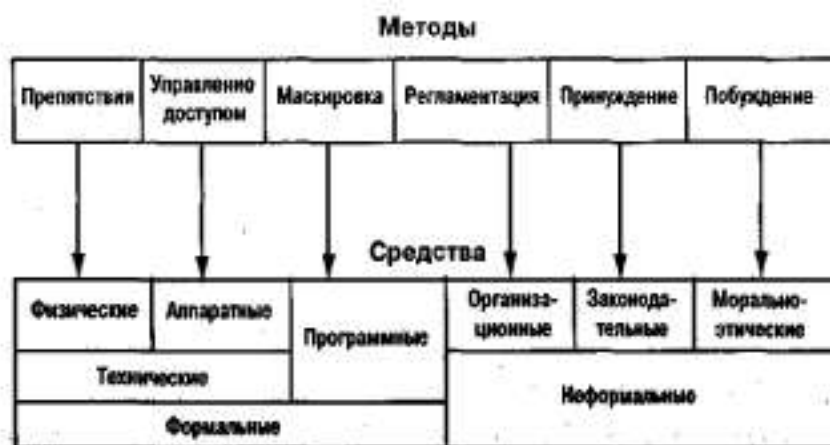 Методы
Препятствия
Управление
доступом
Маскировка
Регламентация
Принуждение
Побуждение
Средства
Физические
Аппаратные
Программные
Организа-
ционные
Законода-
тельные
Морально-
этические
Технические
Неформальные
Формальные